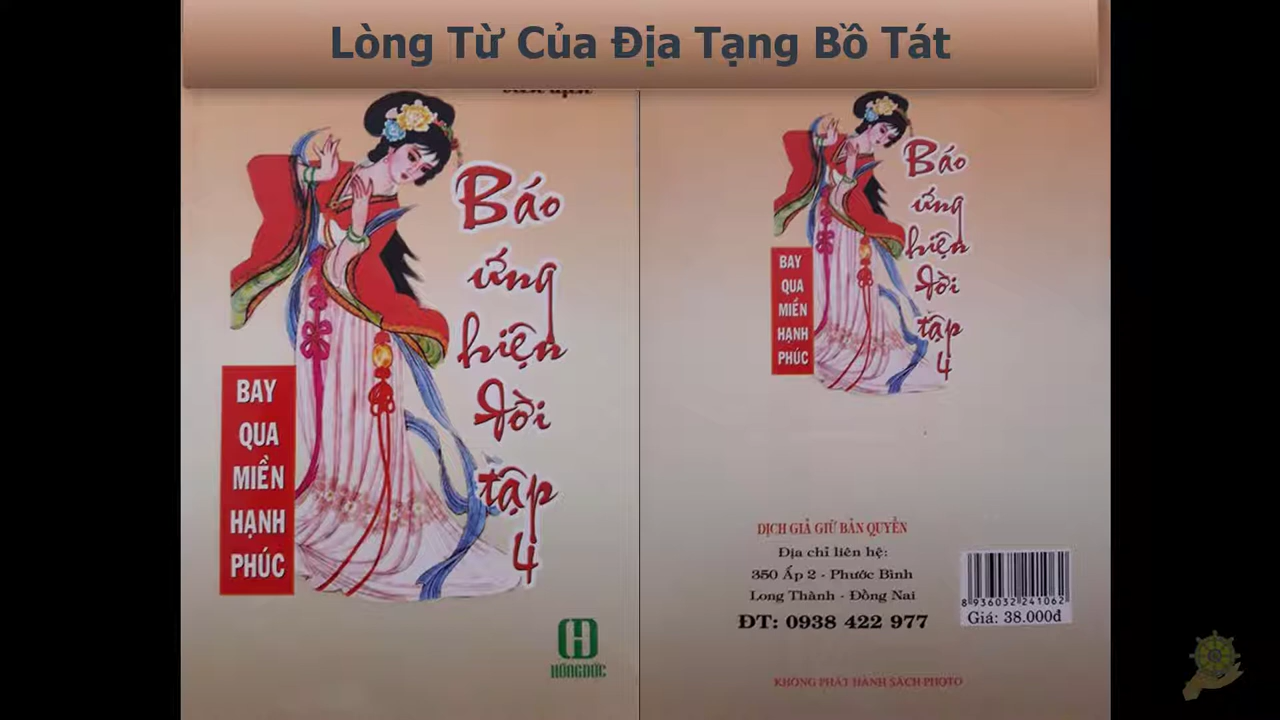 Lòng Từ Của Địa Tạng Bồ Tát
Báo
ứng
hiện
đời
tập
4
BAY
QUA
MIỀN
HẠNH
PHÚC
HỒNG ĐỨC
Báo
ứng
hiện
đời
tập
4
BAY
QUA
MIỀN
HẠNH
PHÚC
DỊCH GIẢ GIỮ BẢN QUYỀN
Địa chỉ liên hệ:
350 Ấp 2 - Phước Bình
Long Thành - Đồng Nai
ĐT: 0938 422 977
8 936032 241062
Giá: 38.000đ
KHÔNG PHÁT HÀNH SÁCH PHOTO